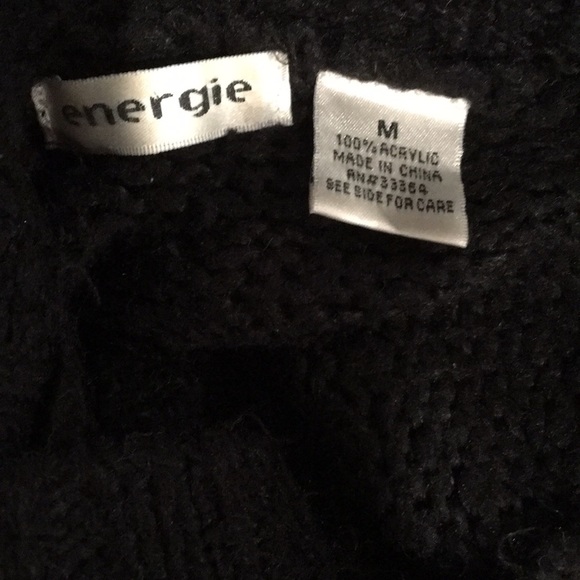 energie
M
100% ACRYLIC
MADE IN CHINA
RN#33364
SEE SIDE FOR CARE